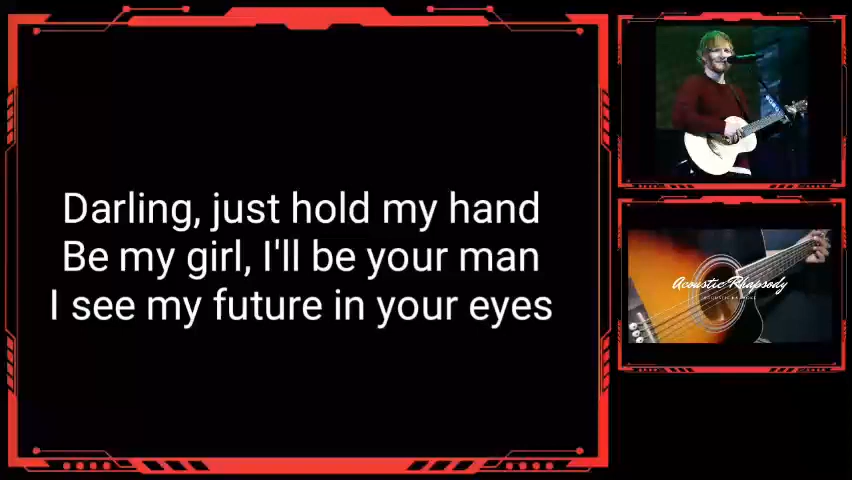 Darling, just hold my hand
Be my girl, I'll be your man
I see my future in your eyes
Acoustic Rhapsody